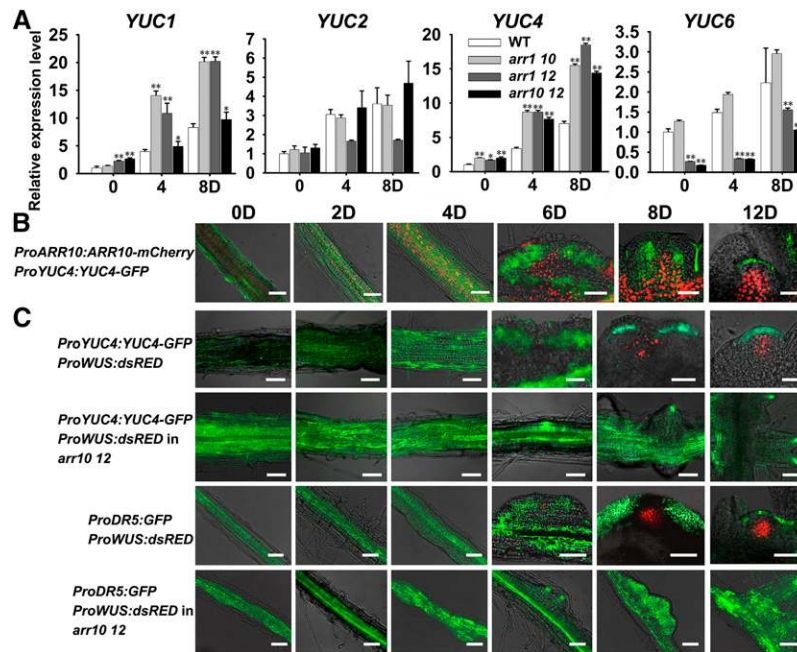 A
YUC1
YUC2
YUC4
YUC6
Relative expression level
25
20
15
10
5
0
0
4
8D
** ** ** ** * **** *
7
6
5
4
3
2
1
0
0
4
8D
20
15
10
5
0
0
4
8D
WT
arr1 10
arr1 12
arr10 12
** * ** **** ** ** ** **
3.5
3.0
2.5
2.0
1.5
1.0
0.5
0.0
0
4
8D
** ** **** ** *
B
0D
2D
4D
6D
8D
12D
ProARR10:ARR10-mCherry
ProYUC4:YUC4-GFP
C
ProYUC4:YUC4-GFP
ProWUS:dsRED
ProYUC4:YUC4-GFP
ProWUS:dsRED in
arr10 12
ProDR5:GFP
ProWUS:dsRED
ProDR5:GFP
ProWUS:dsRED in
arr10 12